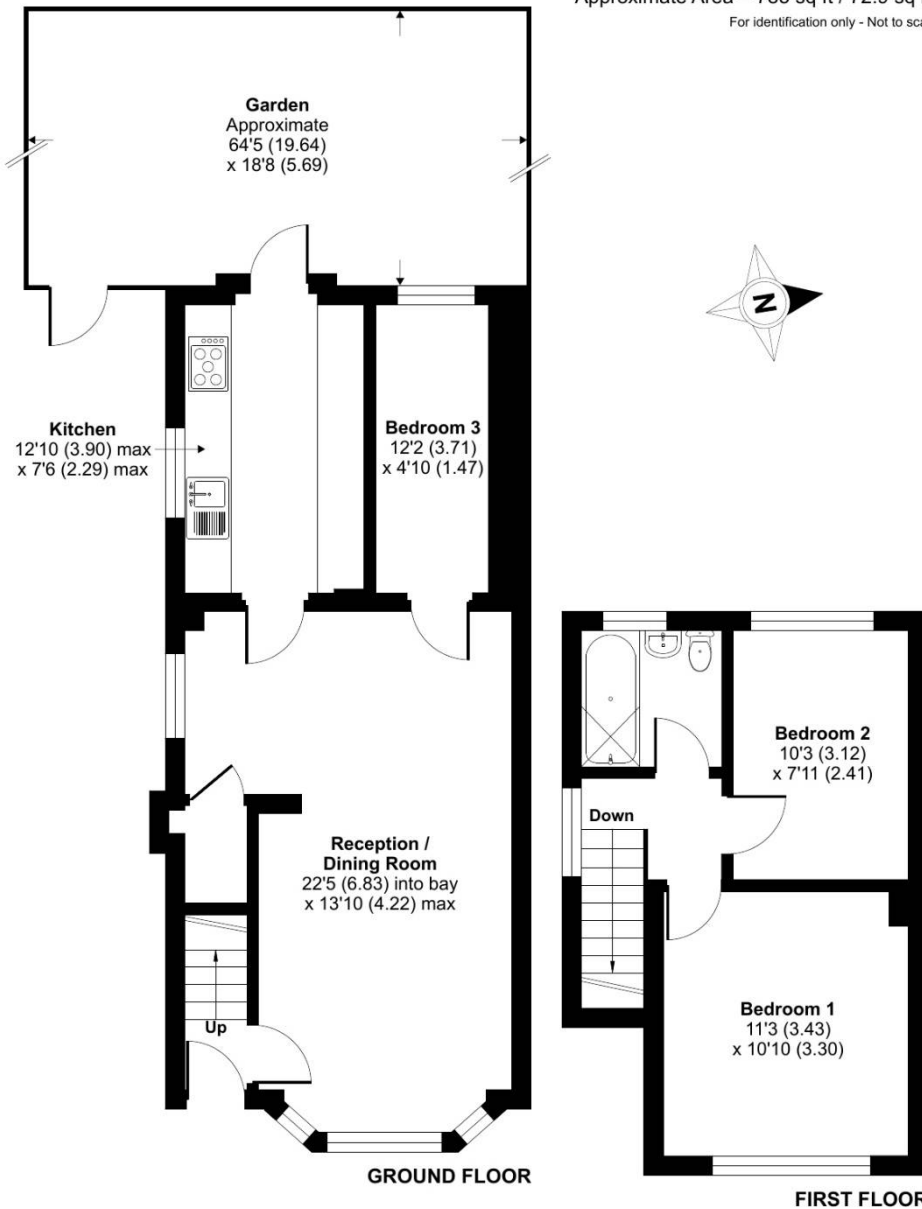 For identification only - Not to sca
Garden
Approximate
64'5 (19.64)
x 18'8 (5.69)
N
Kitchen
12'10 (3.90) max
x 7'6 (2.29) max
Bedroom 3
12'2 (3.71)
x 4'10 (1.47)
Reception /
Dining Room
22'5 (6.83) into bay
x 13'10 (4.22) max
Up
GROUND FLOOR
Down
Bedroom 2
10'3 (3.12)
x 7'11 (2.41)
Bedroom 1
11'3 (3.43)
x 10'10 (3.30)
FIRST FLOOR